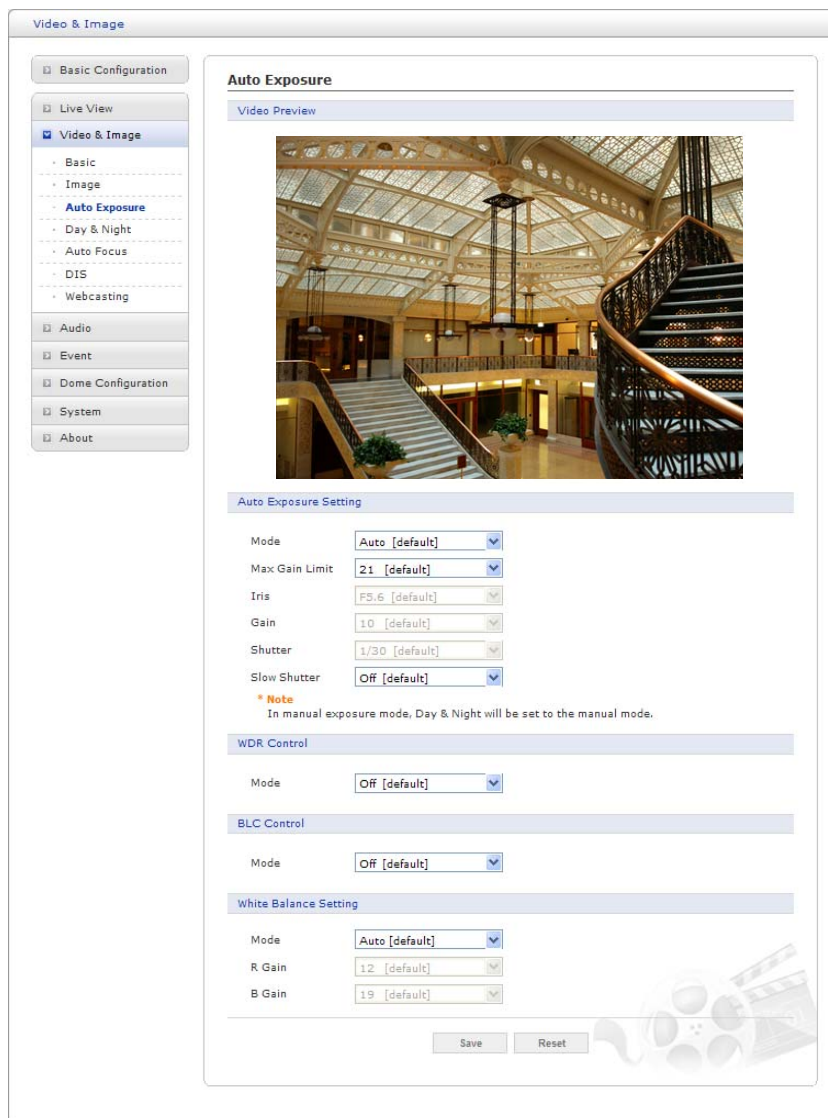 Video & Image
Basic Configuration
Live View
Video & Image
Basic
Image
Auto Exposure
Day & Night
Auto Focus
DIS
Webcasting
Audio
Event
Dome Configuration
System
About
Auto Exposure
Video Preview
Auto Exposure Setting
Mode Auto [default]
Max Gain Limit 21 [default]
Iris F5.6 [default]
Gain 10 [default]
Shutter 1/30 [default]
Slow Shutter Off [default]
* Note
In manual exposure mode, Day & Night will be set to the manual mode.
WDR Control
Mode Off [default]
BLC Control
Mode Off [default]
White Balance Setting
Mode Auto [default]
R Gain 12 [default]
B Gain 19 [default]
Save Reset